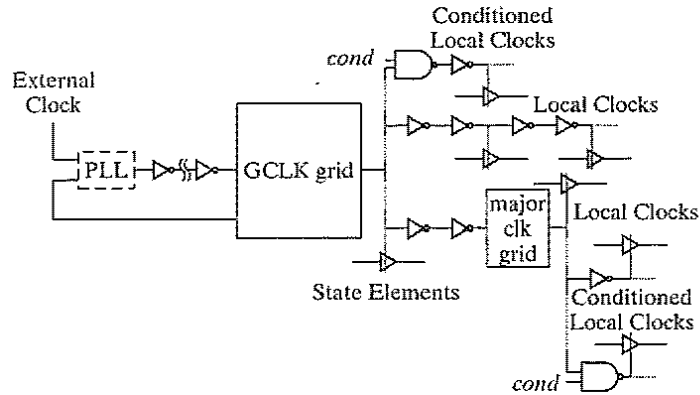 Conditioned
Local Clocks
cond
External
Clock
Local Clocks
PLL
GCLK grid
major
clk
grid
Local Clocks
State Elements
Conditioned
Local Clocks
cond